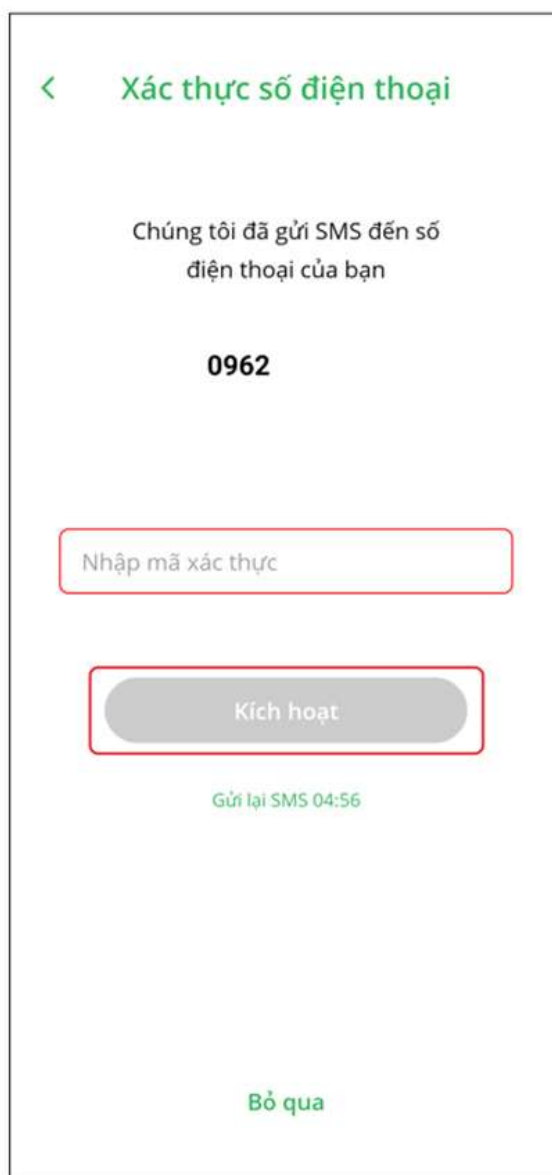 Xác thực số điện thoại
Chúng tôi đã gửi SMS đến số
điện thoại của bạn
0962
Nhập mã xác thực
Kích hoạt
Gửi lại SMS 04:56
Bỏ qua